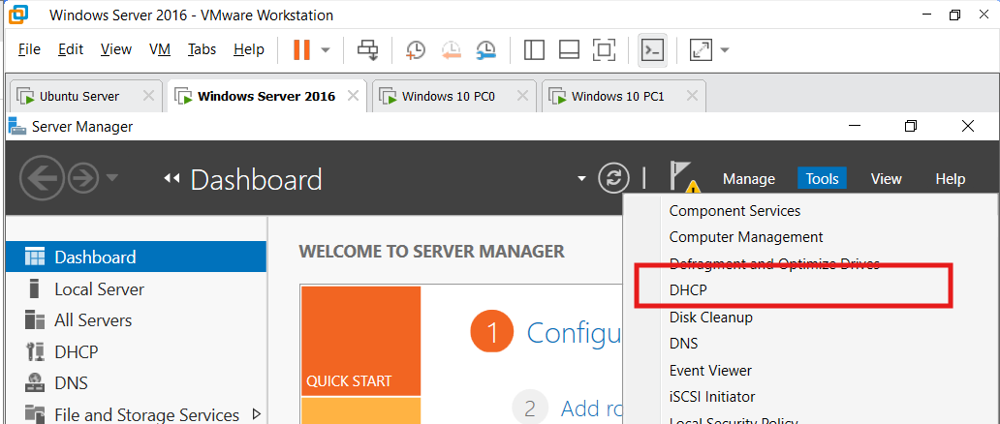 Windows Server 2016 - VMware Workstation
File Edit View VM Tabs Help
Ubuntu Server Windows Server 2016 Windows 10 PC0 Windows 10 PC1
Server Manager
Dashboard Manage Tools View Help
Component Services
Computer Management
Defragment and Optimize Drives
DHCP
Disk Cleanup
DNS
Event Viewer
iSCSI Initiator
Local Security Policy
Dashboard
Local Server
All Servers
DHCP
DNS
File and Storage Services
WELCOME TO SERVER MANAGER
QUICK START
1 Configu
2 Add ro